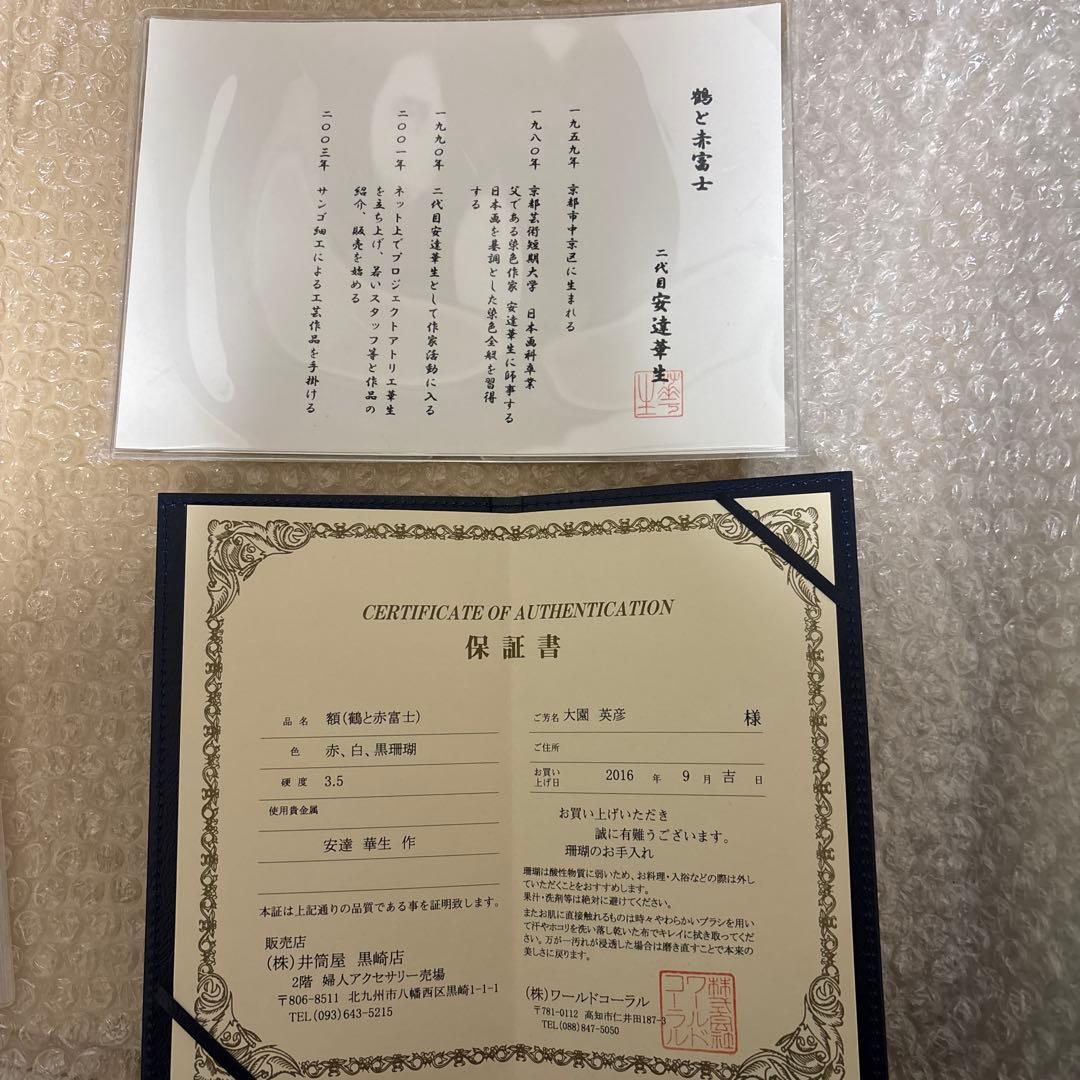 鶴と赤富士
二代目 安達華生
華生
一九五九年 京都市中京区に生まれる
一九八〇年 京都芸術短期大学 日本画科卒業
父である染色作家 安達華生に師事する
日本画を基調とした染色全般を習得
する
一九九〇年 二代目安達華生として作家活動に入る
二〇〇一年 ネット上でプロジェクトアトリエ華生
を立ち上げ、若いスタッフ等と作品の
紹介、販売を始める
二〇〇三年 サンゴ細工による工芸作品を手掛ける
CERTIFICATE OF AUTHENTICATION
保証書
品名 額(鶴と赤富士)
色 赤、白、黒珊瑚
硬度 3.5
使用貴金属
安達 華生 作
本証は上記通りの品質である事を証明致します。
販売店
(株)井筒屋 黒崎店
2階 婦人アクセサリー売場
〒806-8511 北九州市八幡西区黒崎1-1-1
TEL(093)643-5215
ご芳名 大園 英彦 様
ご住所
お買い
上げ日 2016 年 9 月 吉 日
お買い上げいただき
誠に有難うございます。
珊瑚のお手入れ
珊瑚は酸性物質に弱いため、お料理・入浴などの際は外し
ていただくことをおすすめします。
果汁・洗剤等は絶対に避けてください。
またお肌に直接触れるものは時々やわらかいブラシを用い
て汗やホコリを洗い落し乾いた布でキレイに拭き取ってくだ
さい。万が一汚れが浸透した場合は磨き直すことで本来の
美しさに戻ります。
(株)ワールドコーラル
〒781-0112 高知市仁井田187-3
TEL(088)847-5050
株式会社
ワールド
コーラル